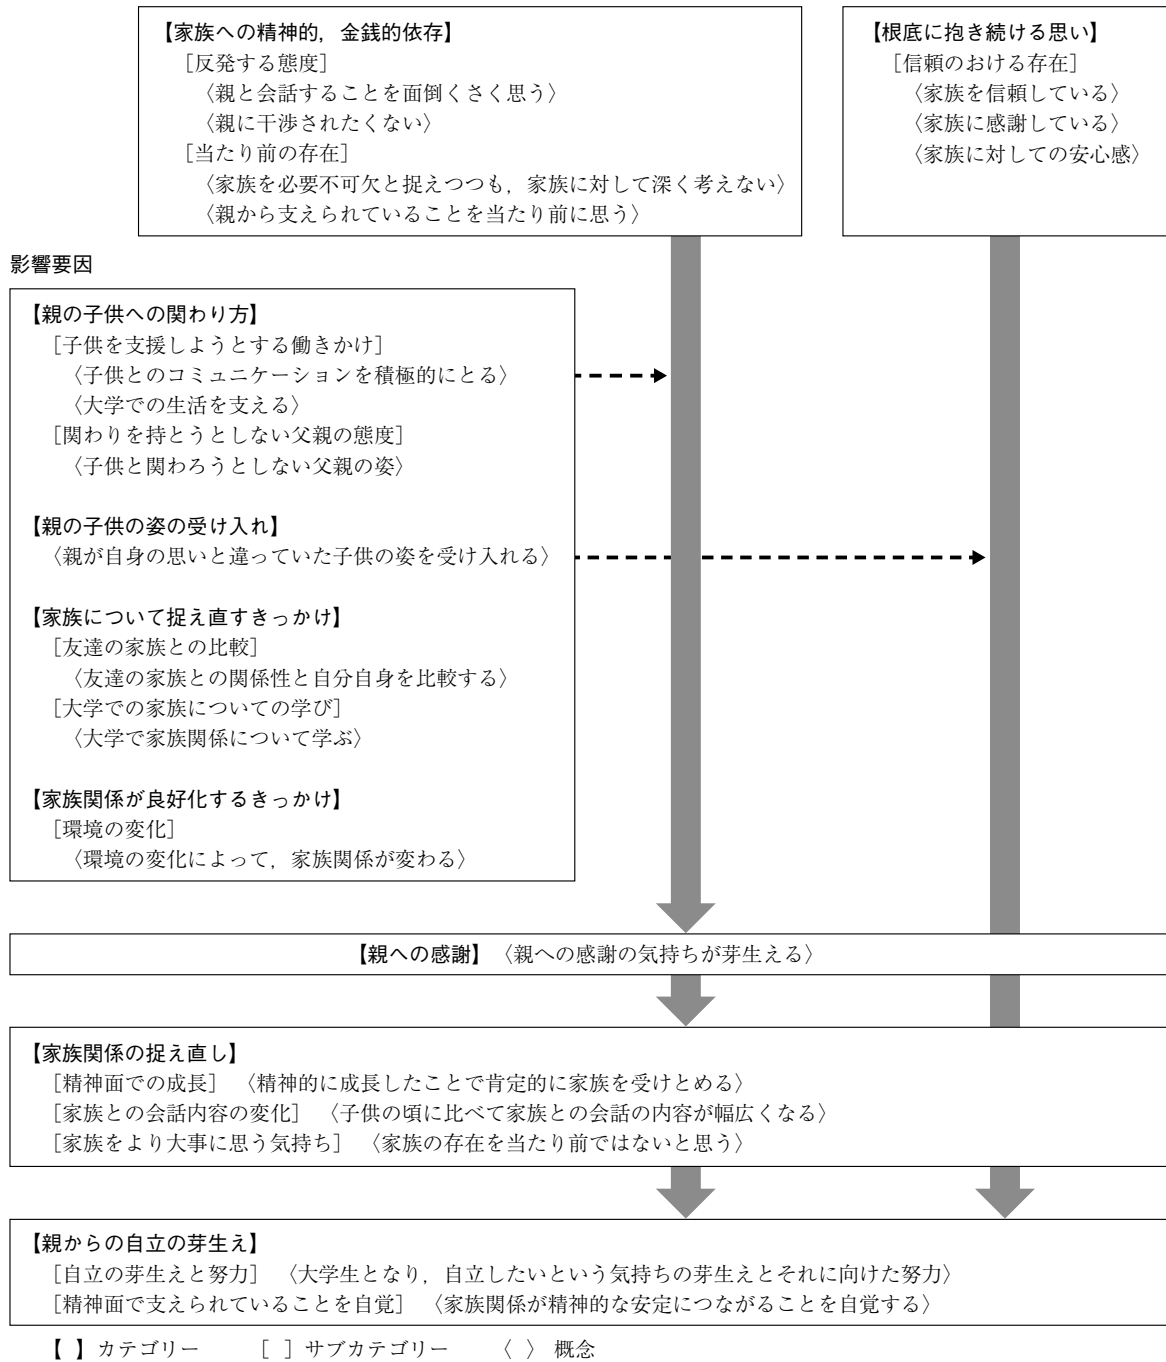 【家族への精神的，金銭的依存】
［反発する態度］
〈親と会話することを面倒くさく思う〉
〈親に干渉されたくない〉
［当たり前の存在］
〈家族を必要不可欠と捉えつつも，家族に対して深く考えない〉
〈親から支えられていることを当たり前に思う〉
【根底に抱き続ける思い】
［信頼のおける存在］
〈家族を信頼している〉
〈家族に感謝している〉
〈家族に対しての安心感〉
影響要因
【親の子供への関わり方】
［子供を支援しようとする働きかけ］
〈子供とのコミュニケーションを積極的にとる〉
〈大学での生活を支える〉
［関わりを持とうとしない父親の態度］
〈子供と関わろうとしない父親の姿〉
【親の子供の姿の受け入れ】
〈親が自身の思いと違っていた子供の姿を受け入れる〉
【家族について捉え直すきっかけ】
［友達の家族との比較］
〈友達の家族との関係性と自分自身を比較する〉
［大学での家族についての学び］
〈大学で家族関係について学ぶ〉
【家族関係が良好化するきっかけ】
［環境の変化］
〈環境の変化によって，家族関係が変わる〉
【親への感謝】〈親への感謝の気持ちが芽生える〉
【家族関係の捉え直し】
［精神面での成長］〈精神的に成長したことで肯定的に家族を受けとめる〉
［家族との会話内容の変化］〈子供の頃に比べて家族との会話の内容が幅広くなる〉
［家族をより大事に思う気持ち］〈家族の存在を当たり前ではないと思う〉
【親からの自立の芽生え】
［自立の芽生えと努力］〈大学生となり，自立したいという気持ちの芽生えとそれに向けた努力〉
［精神面で支えられていることを自覚］〈家族関係が精神的な安定につながることを自覚する〉
【 】カテゴリー ［ ］サブカテゴリー 〈 〉概念